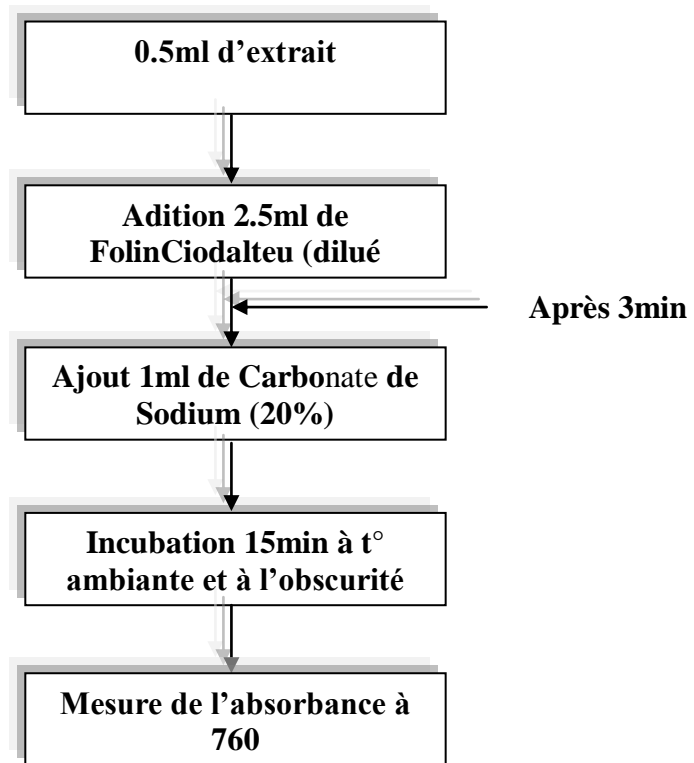 0.5ml d’extrait
Adition 2.5ml de
FolinCiodalteu (dilué
Après 3min
Ajout 1ml de Carbonate de
Sodium (20%)
Incubation 15min à t°
ambiante et à l’obscurité
Mesure de l’absorbance à
760